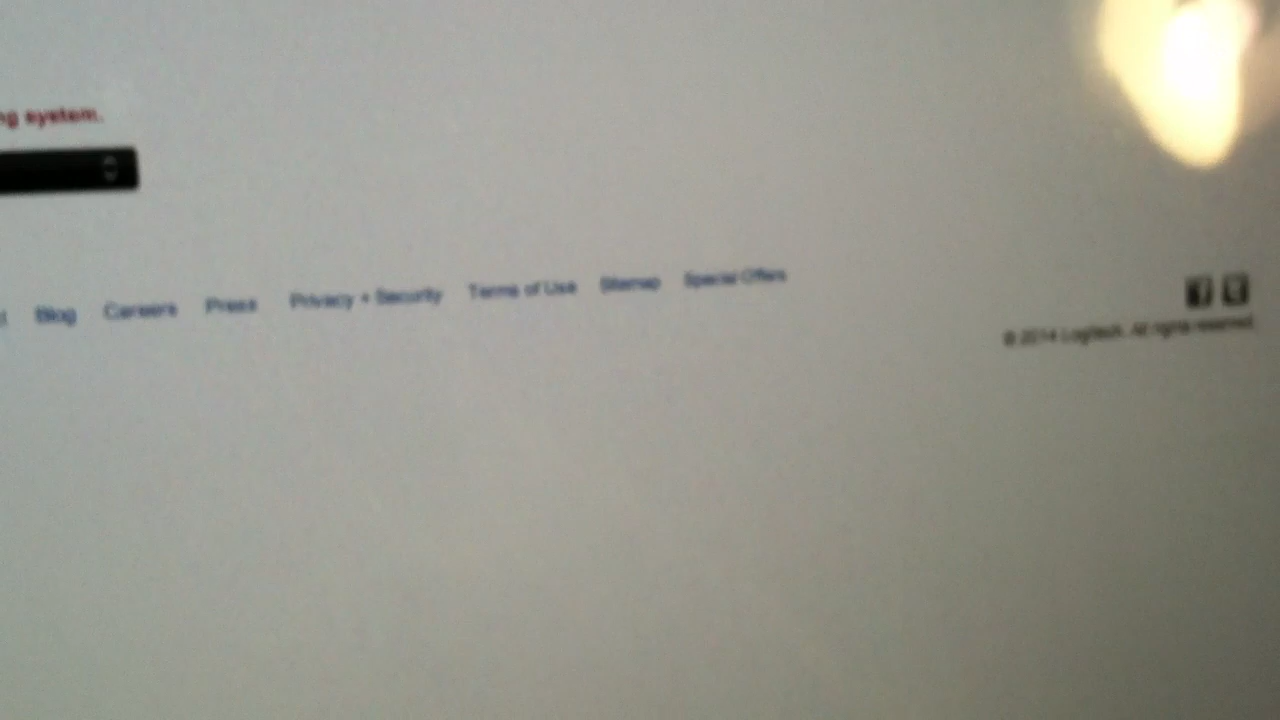 system.
Blog Careers Press Privacy + Security Terms of Use Sitemap Special Offers
© 2014 Logitech. All rights reserved.